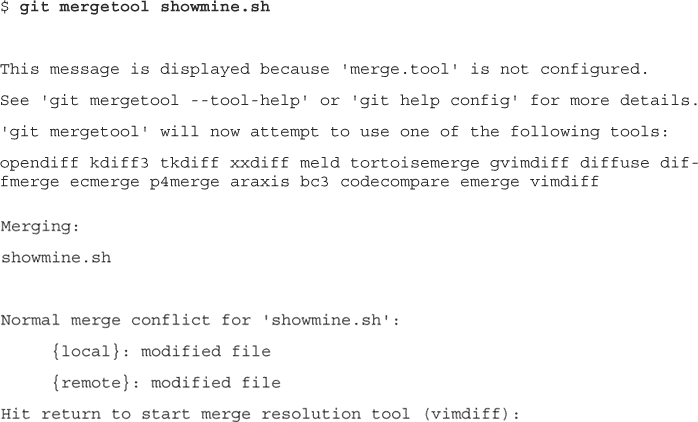 $ git mergetool showmine.sh
This message is displayed because 'merge.tool' is not configured.
See 'git mergetool --tool-help' or 'git help config' for more details.
'git mergetool' will now attempt to use one of the following tools:
opendiff kdiff3 tkdiff xxdiff meld tortoisemerge gvimdiff diffuse dif-
fmerge ecmerge p4merge araxis bc3 codecompare emerge vimdiff
Merging:
showmine.sh
Normal merge conflict for 'showmine.sh':
{local}: modified file
{remote}: modified file
Hit return to start merge resolution tool (vimdiff):